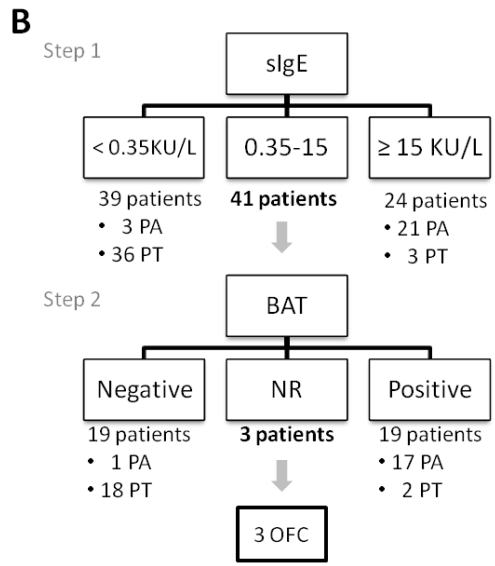 B
Step 1
sIgE
< 0.35KU/L
0.35-15
≥ 15 KU/L
39 patients
• 3 PA
• 36 PT
41 patients
24 patients
• 21 PA
• 3 PT
Step 2
BAT
Negative
NR
Positive
19 patients
• 1 PA
• 18 PT
3 patients
19 patients
• 17 PA
• 2 PT
3 OFC